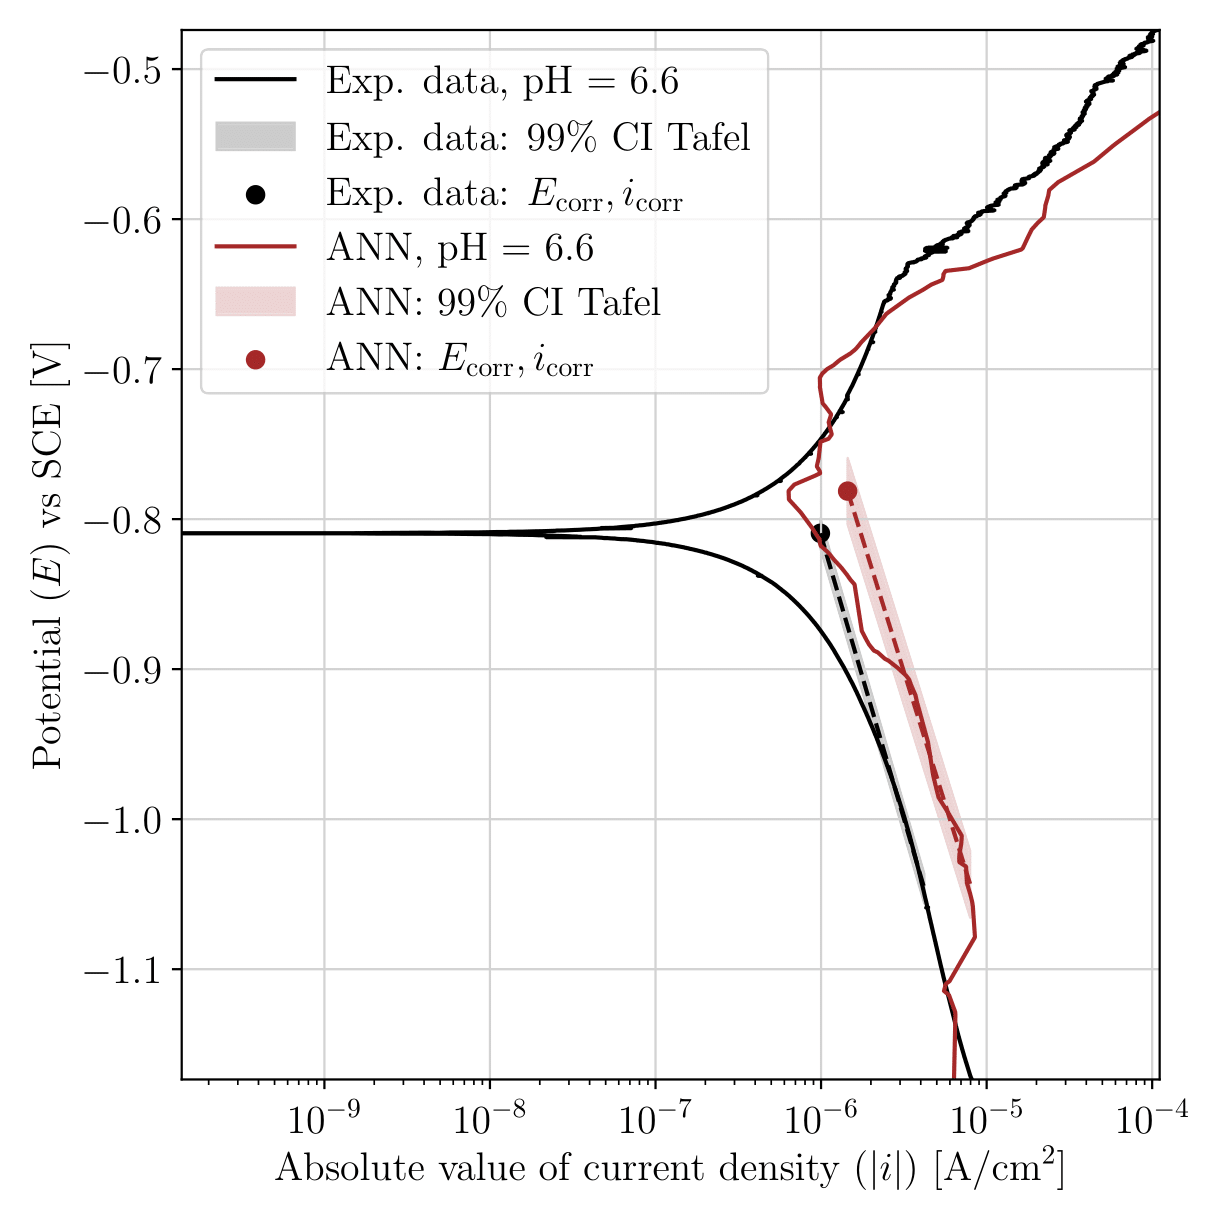 Exp. data, pH = 6.6
Exp. data: 99% CI Tafel
Exp. data: E_corr, i_corr
ANN, pH = 6.6
ANN: 99% CI Tafel
ANN: E_corr, i_corr
Potential (E) vs SCE [V]
−0.5
−0.6
−0.7
−0.8
−0.9
−1.0
−1.1
10⁻⁹ 10⁻⁸ 10⁻⁷ 10⁻⁶ 10⁻⁵ 10⁻⁴
Absolute value of current density (|i|) [A/cm²]